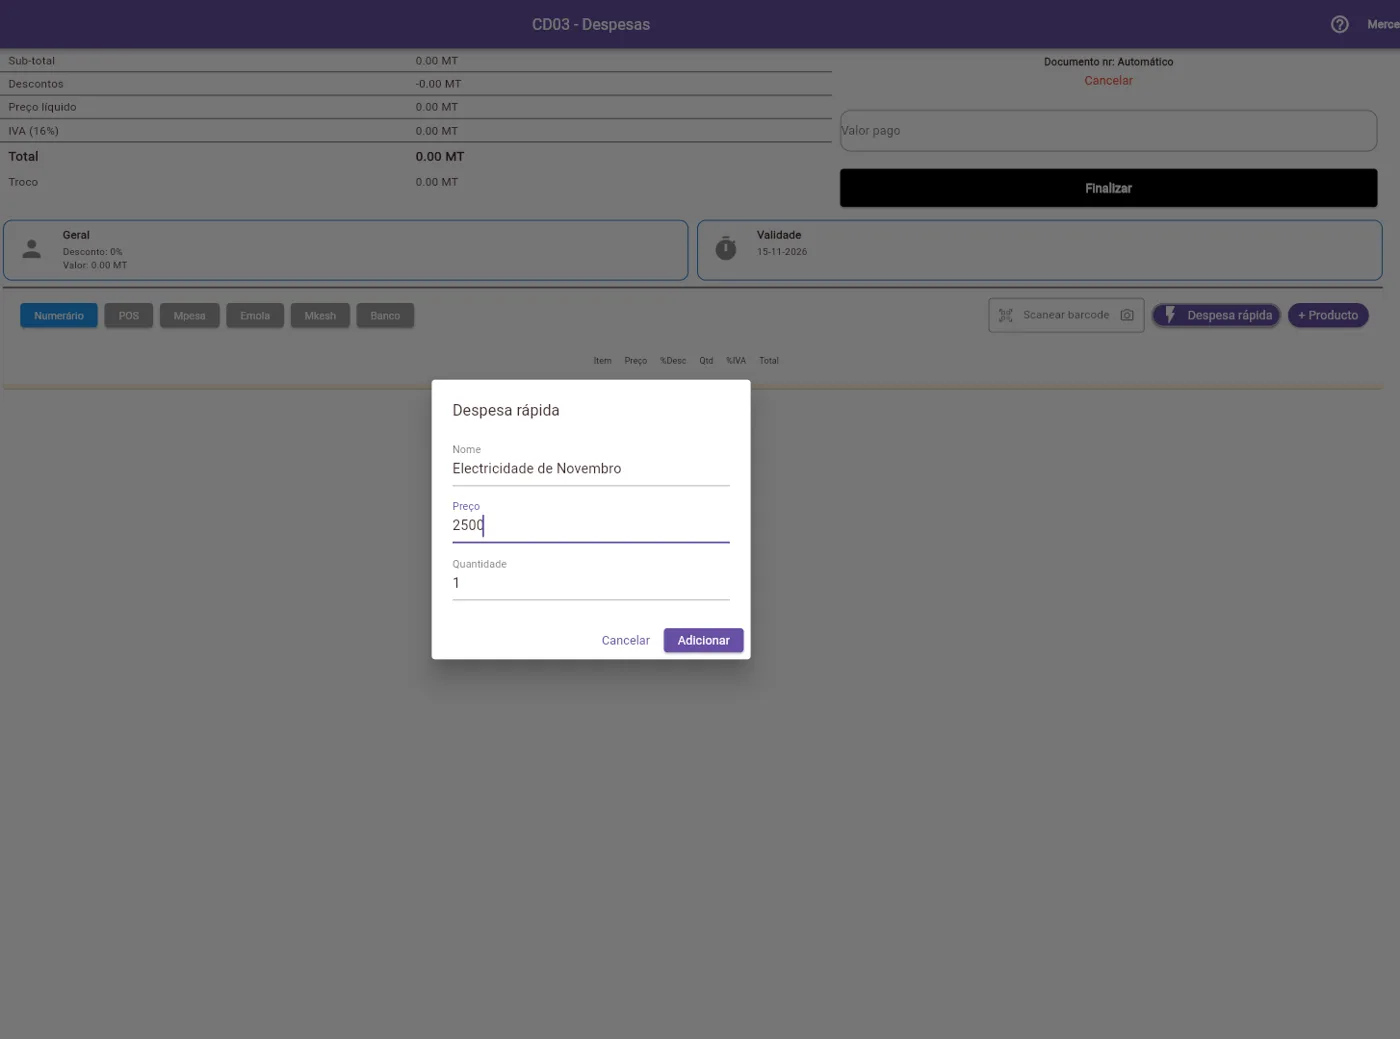 CD03 - Despesas
Merce
Sub-total 0.00 MT
Descontos -0.00 MT
Preço líquido 0.00 MT
IVA (16%) 0.00 MT
Total 0.00 MT
Troco 0.00 MT
Documento nr: Automático
Cancelar
Valor pago
Finalizar
Geral
Desconto: 0%
Valor: 0.00 MT
Validade
15-11-2026
Numerário POS Mpesa Emola Mkesh Banco Scanear barcode Despesa rápida + Producto
Item Preço %Desc Qtd %IVA Total
Despesa rápida
Nome
Electricidade de Novembro
Preço
2500
Quantidade
1
Cancelar Adicionar